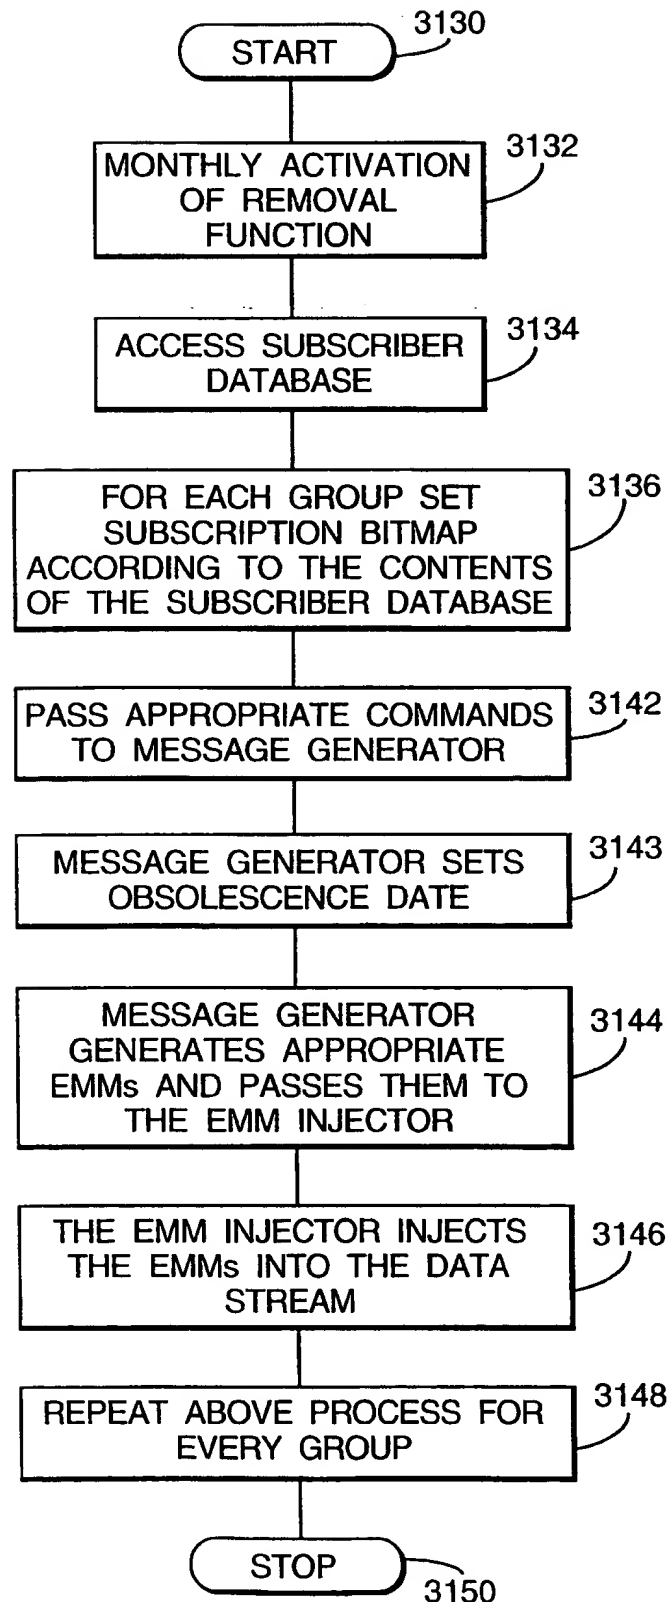 START
3130
MONTHLY ACTIVATION
OF REMOVAL
FUNCTION
3132
ACCESS SUBSCRIBER
DATABASE
3134
FOR EACH GROUP SET
SUBSCRIPTION BITMAP
ACCORDING TO THE CONTENTS
OF THE SUBSCRIBER DATABASE
3136
PASS APPROPRIATE COMMANDS
TO MESSAGE GENERATOR
3142
MESSAGE GENERATOR SETS
OBSOLESCENCE DATE
3143
MESSAGE GENERATOR
GENERATES APPROPRIATE
EMMs AND PASSES THEM TO
THE EMM INJECTOR
3144
THE EMM INJECTOR INJECTS
THE EMMs INTO THE DATA
STREAM
3146
REPEAT ABOVE PROCESS FOR
EVERY GROUP
3148
STOP
3150